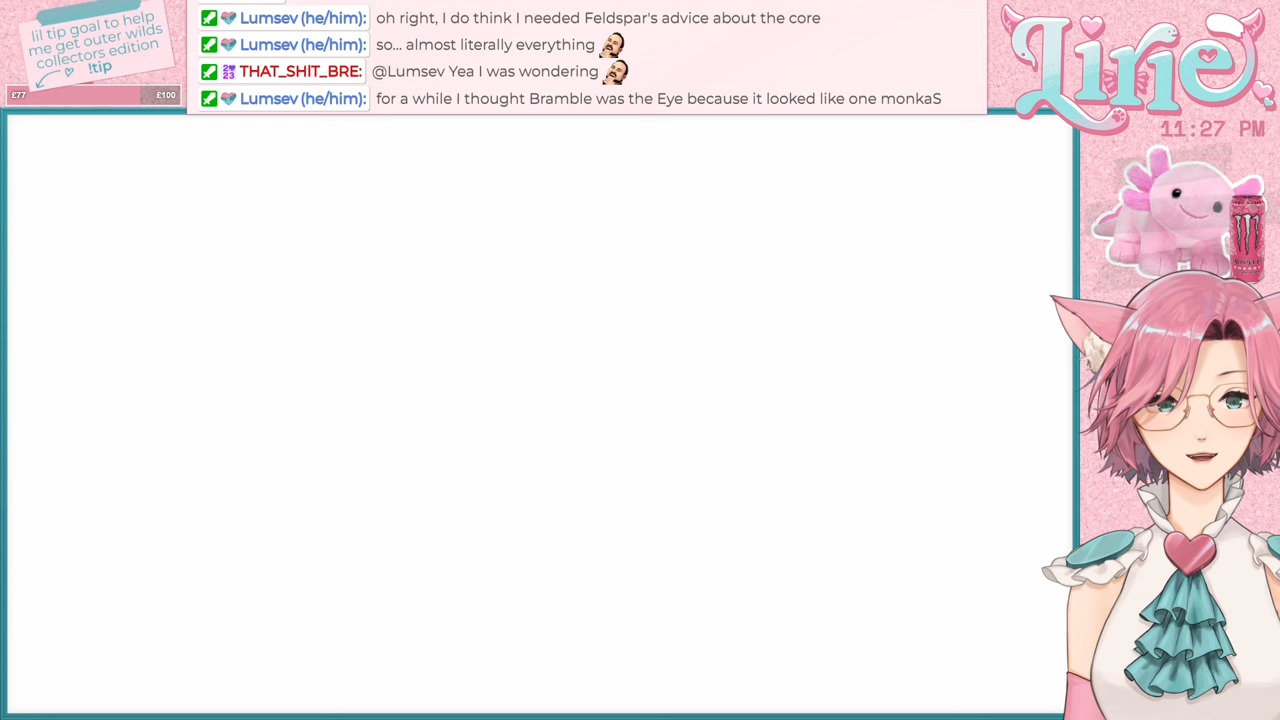 lil tip goal to help
me get outer wilds
collectors edition
!tip
£77 £100
Lumsev (he/him): oh right, I do think I needed Feldspar's advice about the core
Lumsev (he/him): so... almost literally everything
THAT_SHIT_BRE: @Lumsev Yea I was wondering
Lumsev (he/him): for a while I thought Bramble was the Eye because it looked like one monkaS
Lirie
11:27 PM